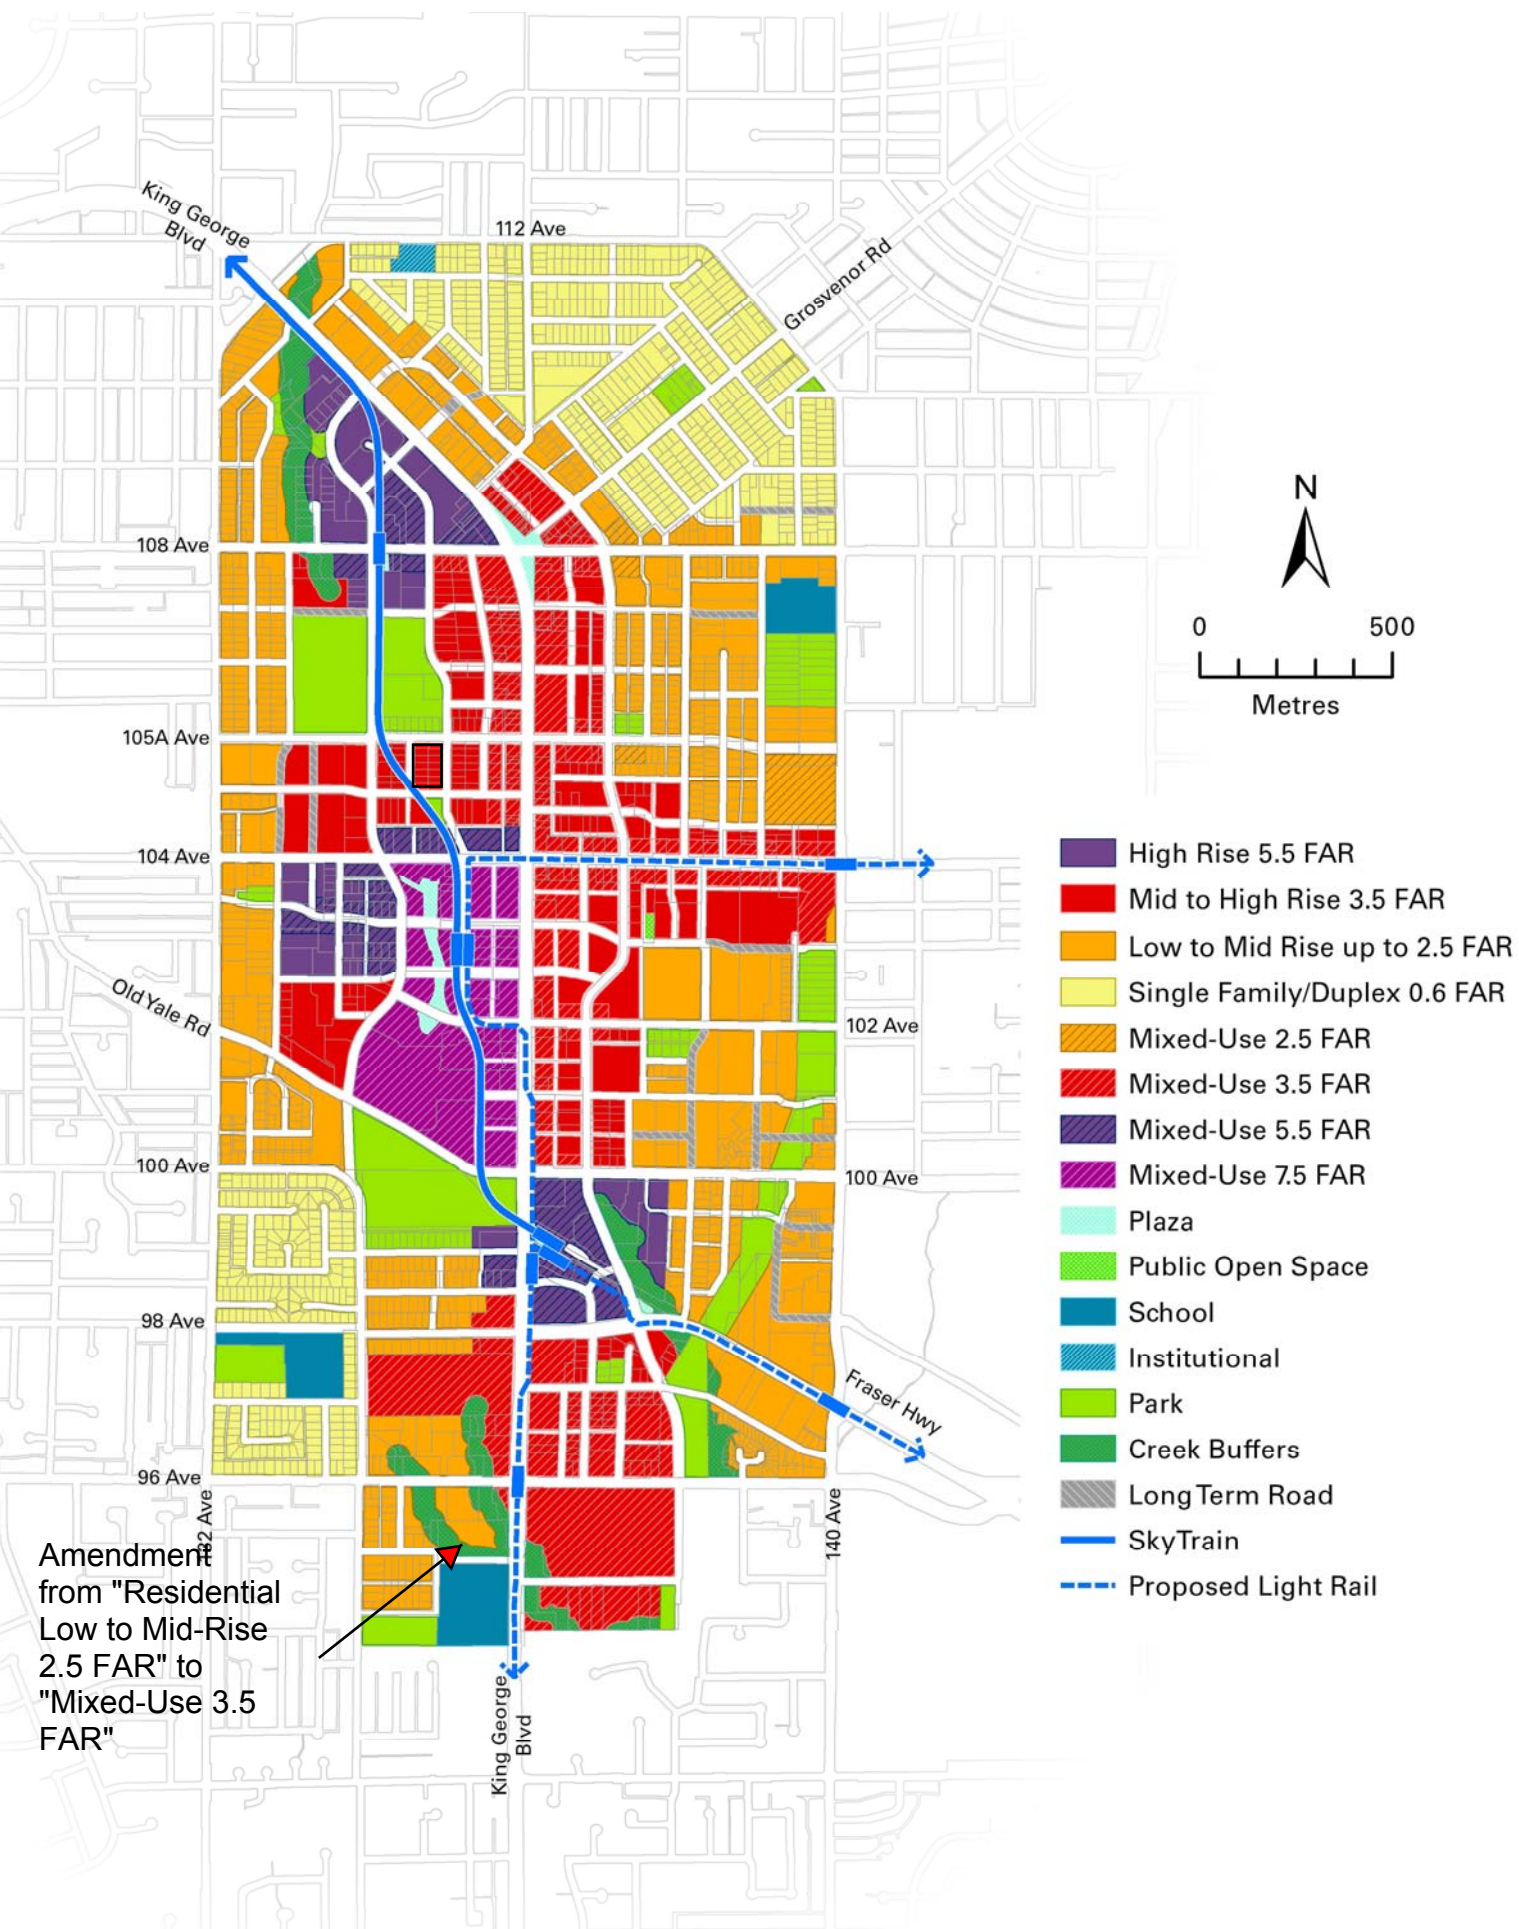 King George
Blvd
112 Ave
Grosvenor Rd
N
108 Ave
0 500
Metres
105A Ave
104 Ave
High Rise 5.5 FAR
Mid to High Rise 3.5 FAR
Low to Mid Rise up to 2.5 FAR
Single Family/Duplex 0.6 FAR
Mixed-Use 2.5 FAR
Mixed-Use 3.5 FAR
Mixed-Use 5.5 FAR
Mixed-Use 7.5 FAR
Plaza
Public Open Space
School
Institutional
Park
Creek Buffers
Long Term Road
SkyTrain
Proposed Light Rail
Old Yale Rd
102 Ave
100 Ave
100 Ave
98 Ave
Fraser Hwy
96 Ave
140 Ave
Amendment
from "Residential
Low to Mid-Rise
2.5 FAR" to
"Mixed-Use 3.5
FAR"
King George
Blvd